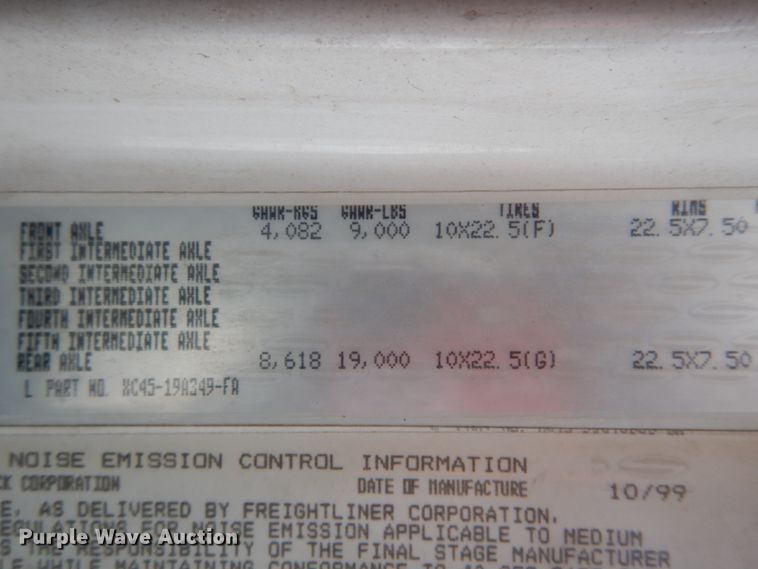 GAWR-KGS GAWR-LBS TIRES RIMS
FRONT AXLE 4,082 9,000 10X22.5(F) 22.5X7.50
FIRST INTERMEDIATE AXLE
SECOND INTERMEDIATE AXLE
THIRD INTERMEDIATE AXLE
FOURTH INTERMEDIATE AXLE
FIFTH INTERMEDIATE AXLE
REAR AXLE 8,618 19,000 10X22.5(G) 22.5X7.50
L PART NO. XC45-19A349-FA
NOISE EMISSION CONTROL INFORMATION
CK CORPORATION DATE OF MANUFACTURE 10/99
E, AS DELIVERED BY FREIGHTLINER CORPORATION,
FOR NOISE EMISSION APPLICABLE TO MEDIUM
S THE RESPONSIBILITY OF THE FINAL STAGE MANUFACTURER
LE WHILE MAINTAINING CONFORMANCE TO
Purple Wave Auction